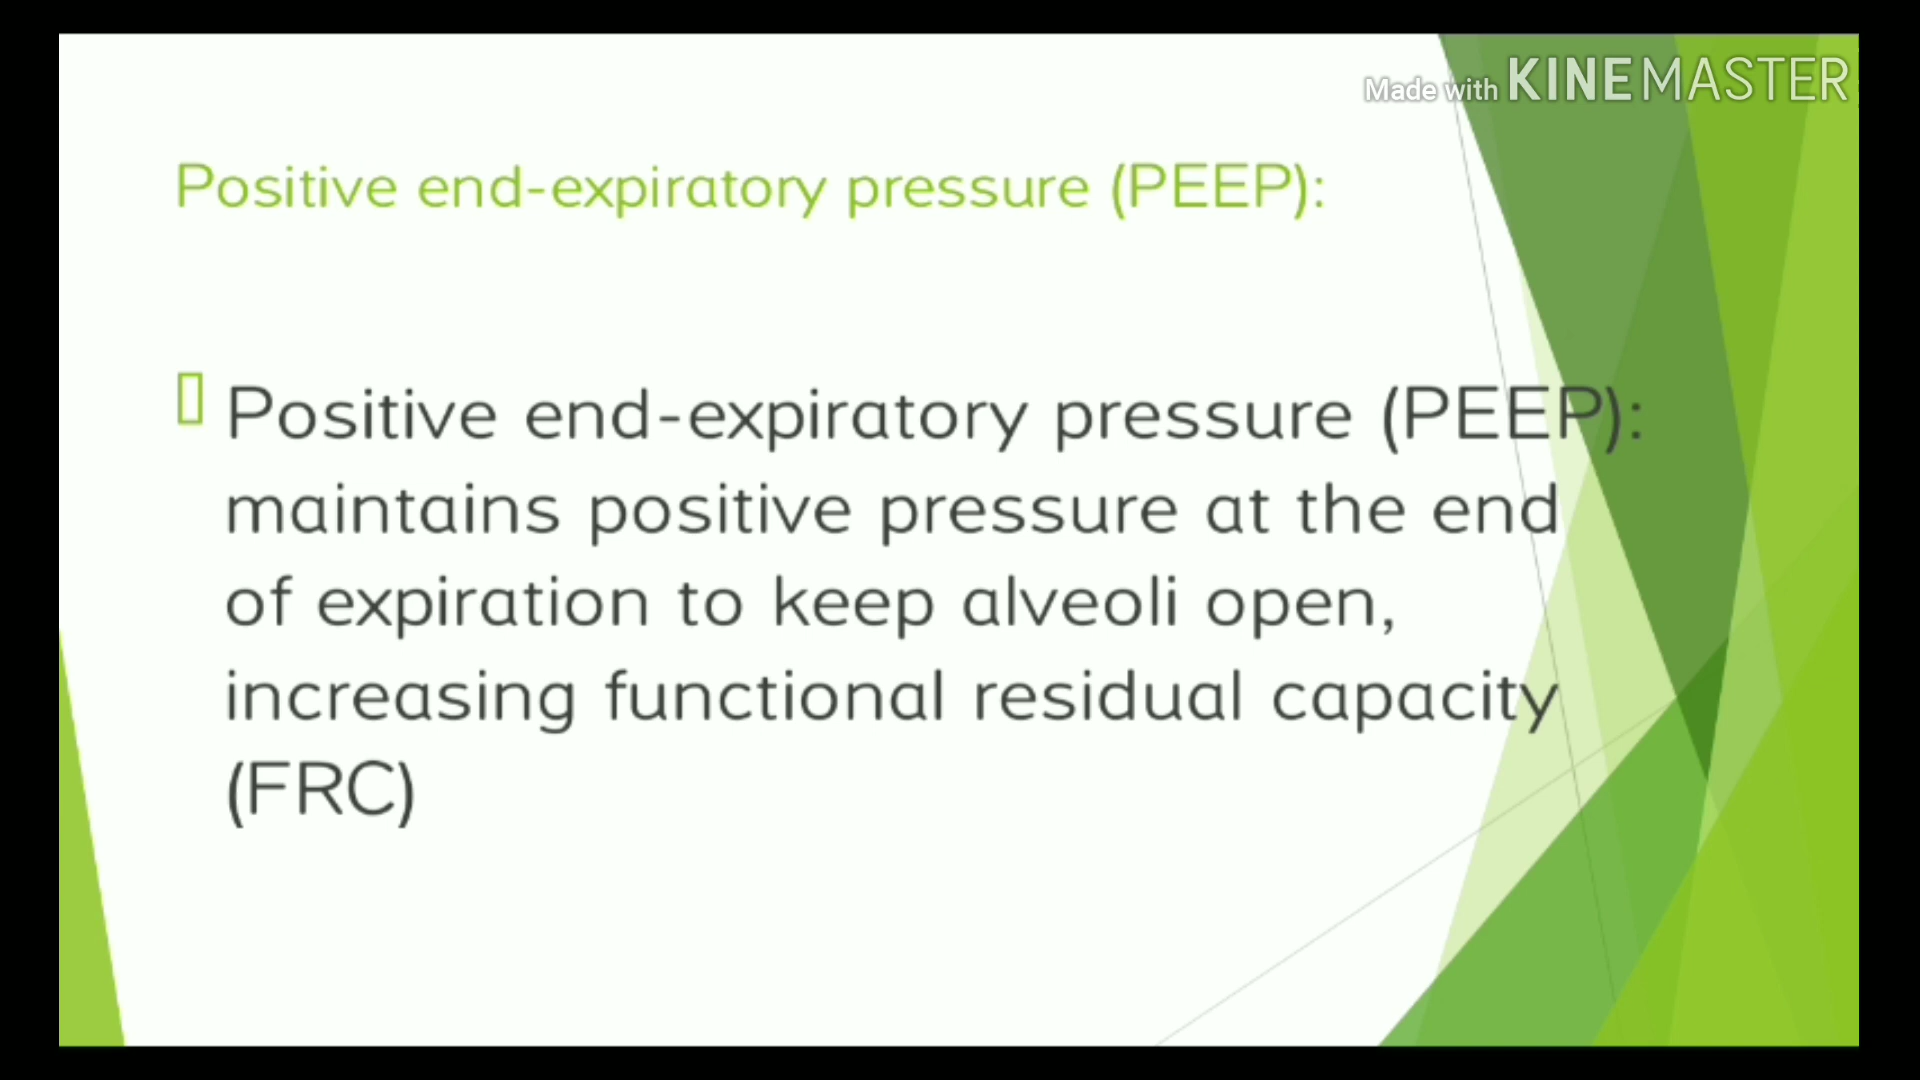 Made with KINEMASTER
Positive end-expiratory pressure (PEEP):
Positive end-expiratory pressure (PEEP):
maintains positive pressure at the end
of expiration to keep alveoli open,
increasing functional residual capacity
(FRC)